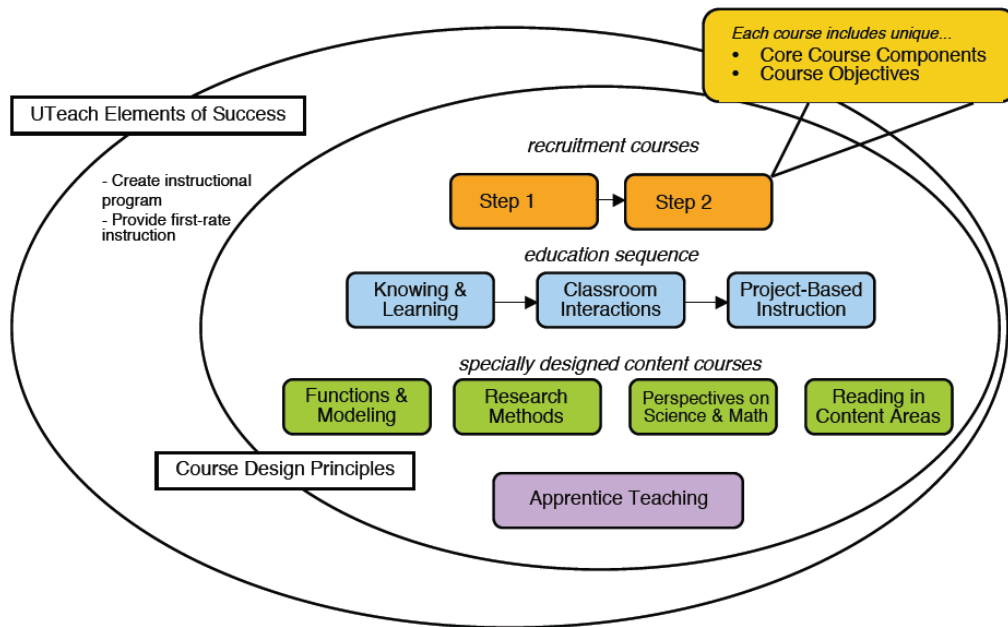 Each course includes unique...
• Core Course Components
• Course Objectives
UTeach Elements of Success
- Create instructional
program
- Provide first-rate
instruction
recruitment courses
Step 1
Step 2
education sequence
Knowing &
Learning
Classroom
Interactions
Project-Based
Instruction
specially designed content courses
Functions &
Modeling
Research
Methods
Perspectives on
Science & Math
Reading in
Content Areas
Course Design Principles
Apprentice Teaching